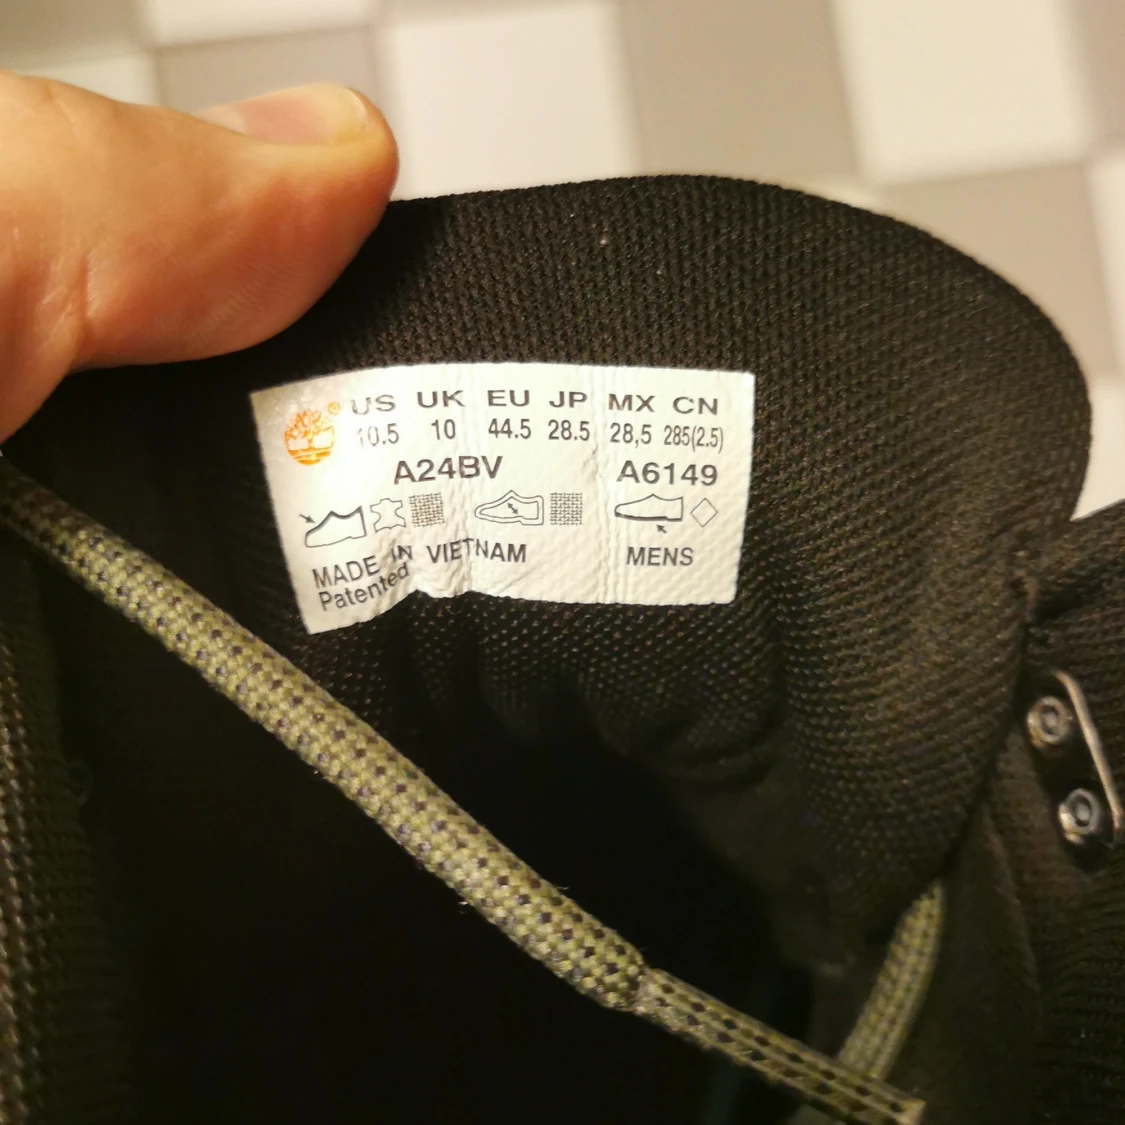 ® US UK EU JP MX CN
10.5 10 44.5 28.5 28,5 285(2.5)
A24BV A6149
MADE IN VIETNAM MENS
Patented